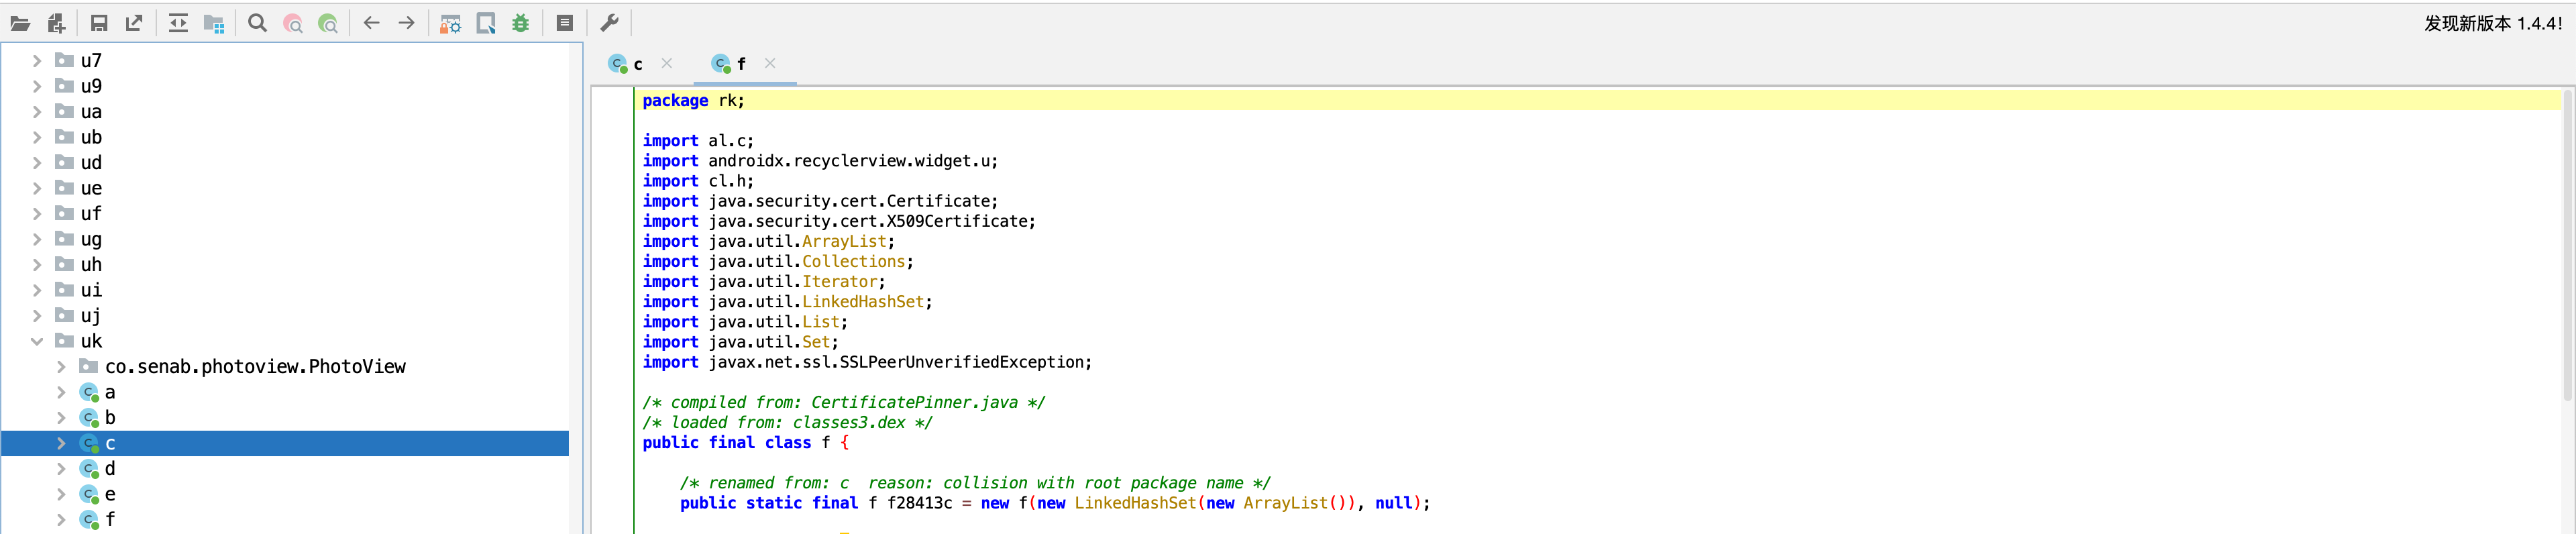 发现新版本 1.4.4!
u7
u9
ua
ub
ud
ue
uf
ug
uh
ui
uj
uk
co.senab.photoview.PhotoView
a
b
c
d
e
f
c
f
package rk;
import al.c;
import androidx.recyclerview.widget.u;
import cl.h;
import java.security.cert.Certificate;
import java.security.cert.X509Certificate;
import java.util.ArrayList;
import java.util.Collections;
import java.util.Iterator;
import java.util.LinkedHashSet;
import java.util.List;
import java.util.Set;
import javax.net.ssl.SSLPeerUnverifiedException;
/* compiled from: CertificatePinner.java */
/* loaded from: classes3.dex */
public final class f {
/* renamed from: c  reason: collision with root package name */
public static final f f28413c = new f(new LinkedHashSet(new ArrayList()), null);